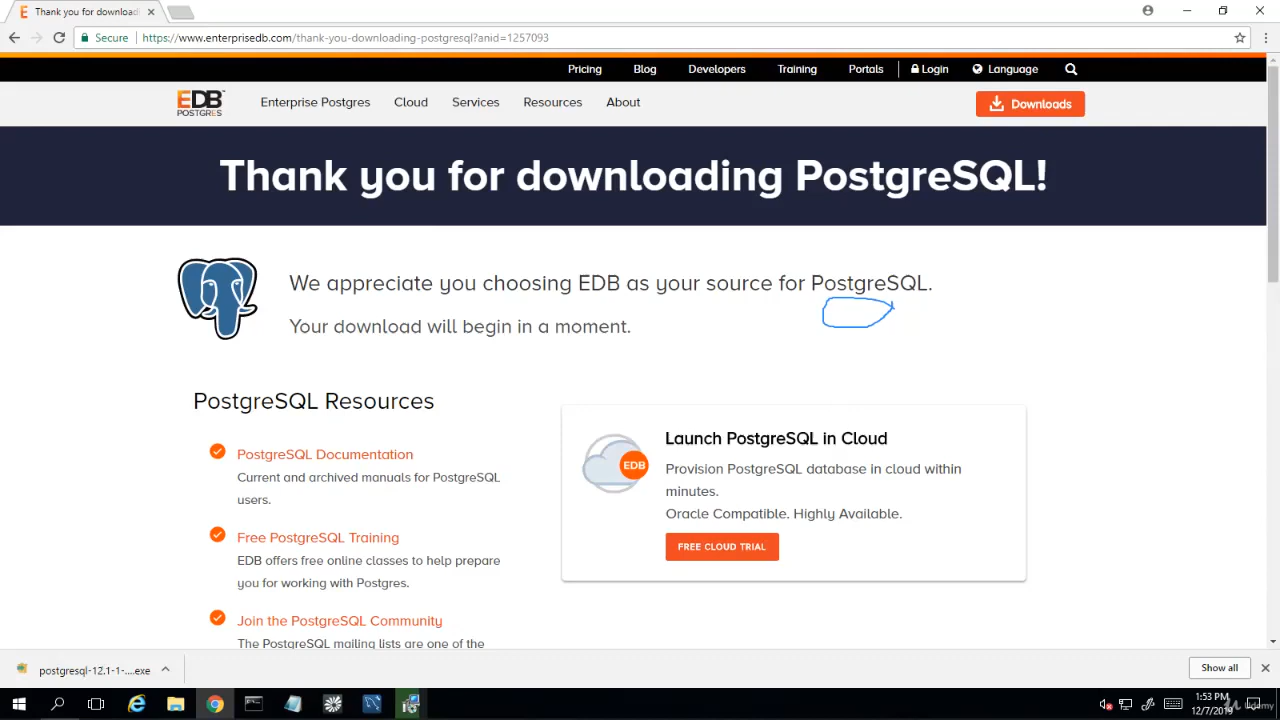 Thank you for download
Secure
https://www.enterprisedb.com/thank-you-downloading-postgresql?anid=1257093
Pricing
Blog
Developers
Training
Portals
Login
Language
EDB
POSTGRES
Enterprise Postgres
Cloud
Services
Resources
About
Downloads
Thank you for downloading PostgreSQL!
We appreciate you choosing EDB as your source for PostgreSQL.
Your download will begin in a moment.
PostgreSQL Resources
PostgreSQL Documentation
Current and archived manuals for PostgreSQL
users.
Free PostgreSQL Training
EDB offers free online classes to help prepare
you for working with Postgres.
Join the PostgreSQL Community
The PostgreSQL mailing lists are one of the
EDB
Launch PostgreSQL in Cloud
Provision PostgreSQL database in cloud within
minutes.
Oracle Compatible. Highly Available.
FREE CLOUD TRIAL
postgresql-12.1-1-....exe
Show all
1:53 PM
12/7/20
Udemy